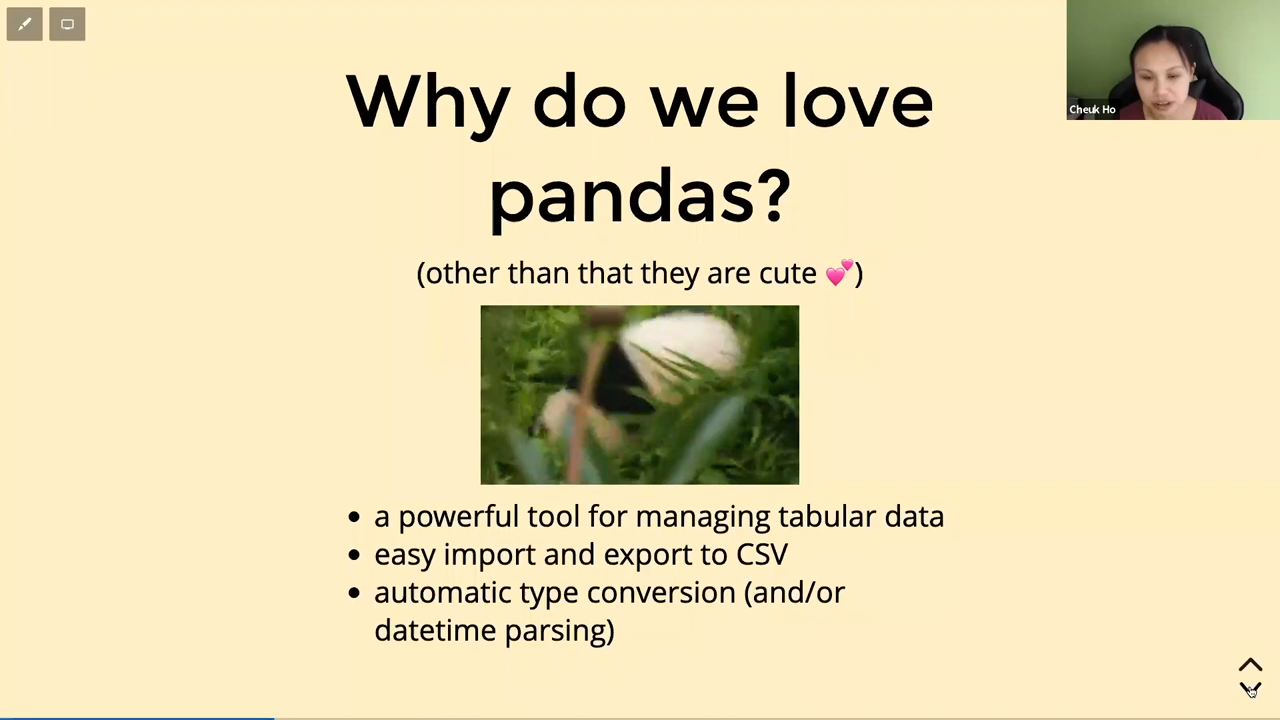 Why do we love
pandas?
(other than that they are cute 💕)
a powerful tool for managing tabular data
easy import and export to CSV
automatic type conversion (and/or
datetime parsing)
Cheuk Ho